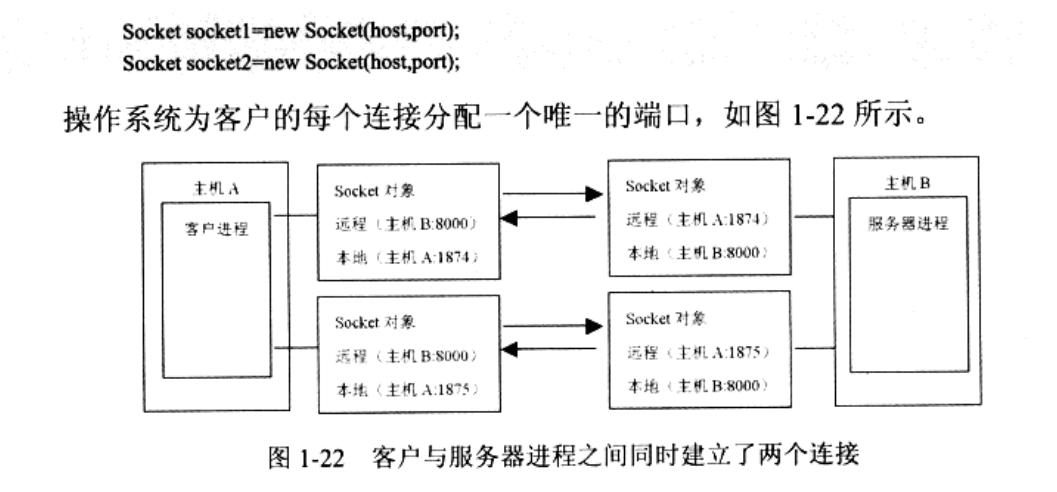 Socket socket1=new Socket(host,port);
Socket socket2=new Socket(host,port);
操作系统为客户的每个连接分配一个唯一的端口，如图 1-22 所示。
主机 A
客户进程
Socket 对象
远程（主机 B:8000）
本地（主机 A:1874）
Socket 对象
远程（主机 A:1874）
本地（主机 B:8000）
主机 B
服务器进程
Socket 对象
远程（主机 B:8000）
本地（主机 A:1875）
Socket 对象
远程（主机 A:1875）
本地（主机 B:8000）
图 1-22 客户与服务器进程之间同时建立了两个连接